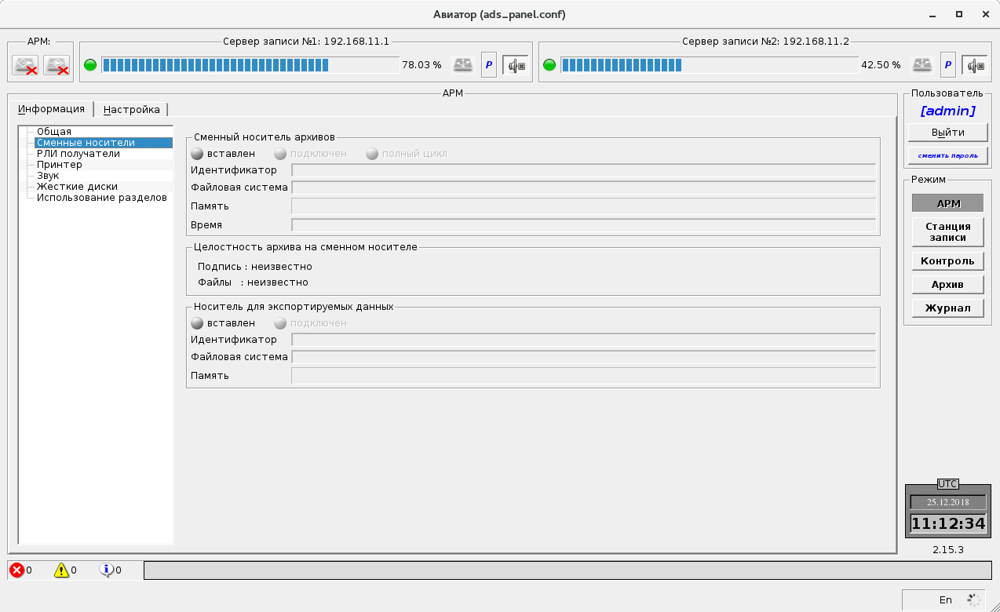 Авиатор (ads_panel.conf)
АРМ:
Сервер записи №1: 192.168.11.1
78.03 %
P
Сервер записи №2: 192.168.11.2
42.50 %
P
АРМ
Информация
Настройка
Общая
Сменные носители
РЛИ получатели
Принтер
Звук
Жесткие диски
Использование разделов
Сменный носитель архивов
вставлен подключен полный цикл
Идентификатор
Файловая система
Память
Время
Целостность архива на сменном носителе
Подпись : неизвестно
Файлы : неизвестно
Носитель для экспортируемых данных
вставлен подключен
Идентификатор
Файловая система
Память
Пользователь
[admin]
Выйти
сменить пароль
Режим
АРМ
Станция
записи
Контроль
Архив
Журнал
UTC
25.12.2018
11:12:34
2.15.3
0 0 0
En